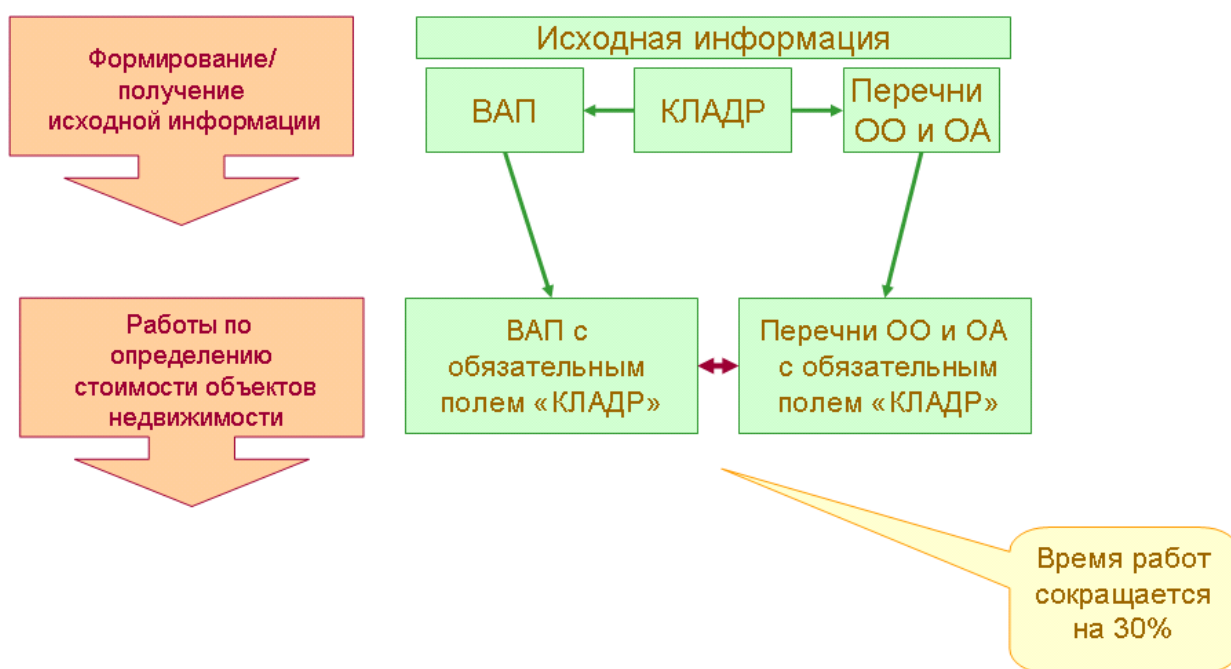 Формирование/
получение
исходной информации
Исходная информация
ВАП
КЛАДР
Перечни
ОО и ОА
Работы по
определению
стоимости объектов
недвижимости
ВАП с
обязательным
полем «КЛАДР»
Перечни ОО и ОА
с обязательным
полем «КЛАДР»
Время работ
сокращается
на 30%